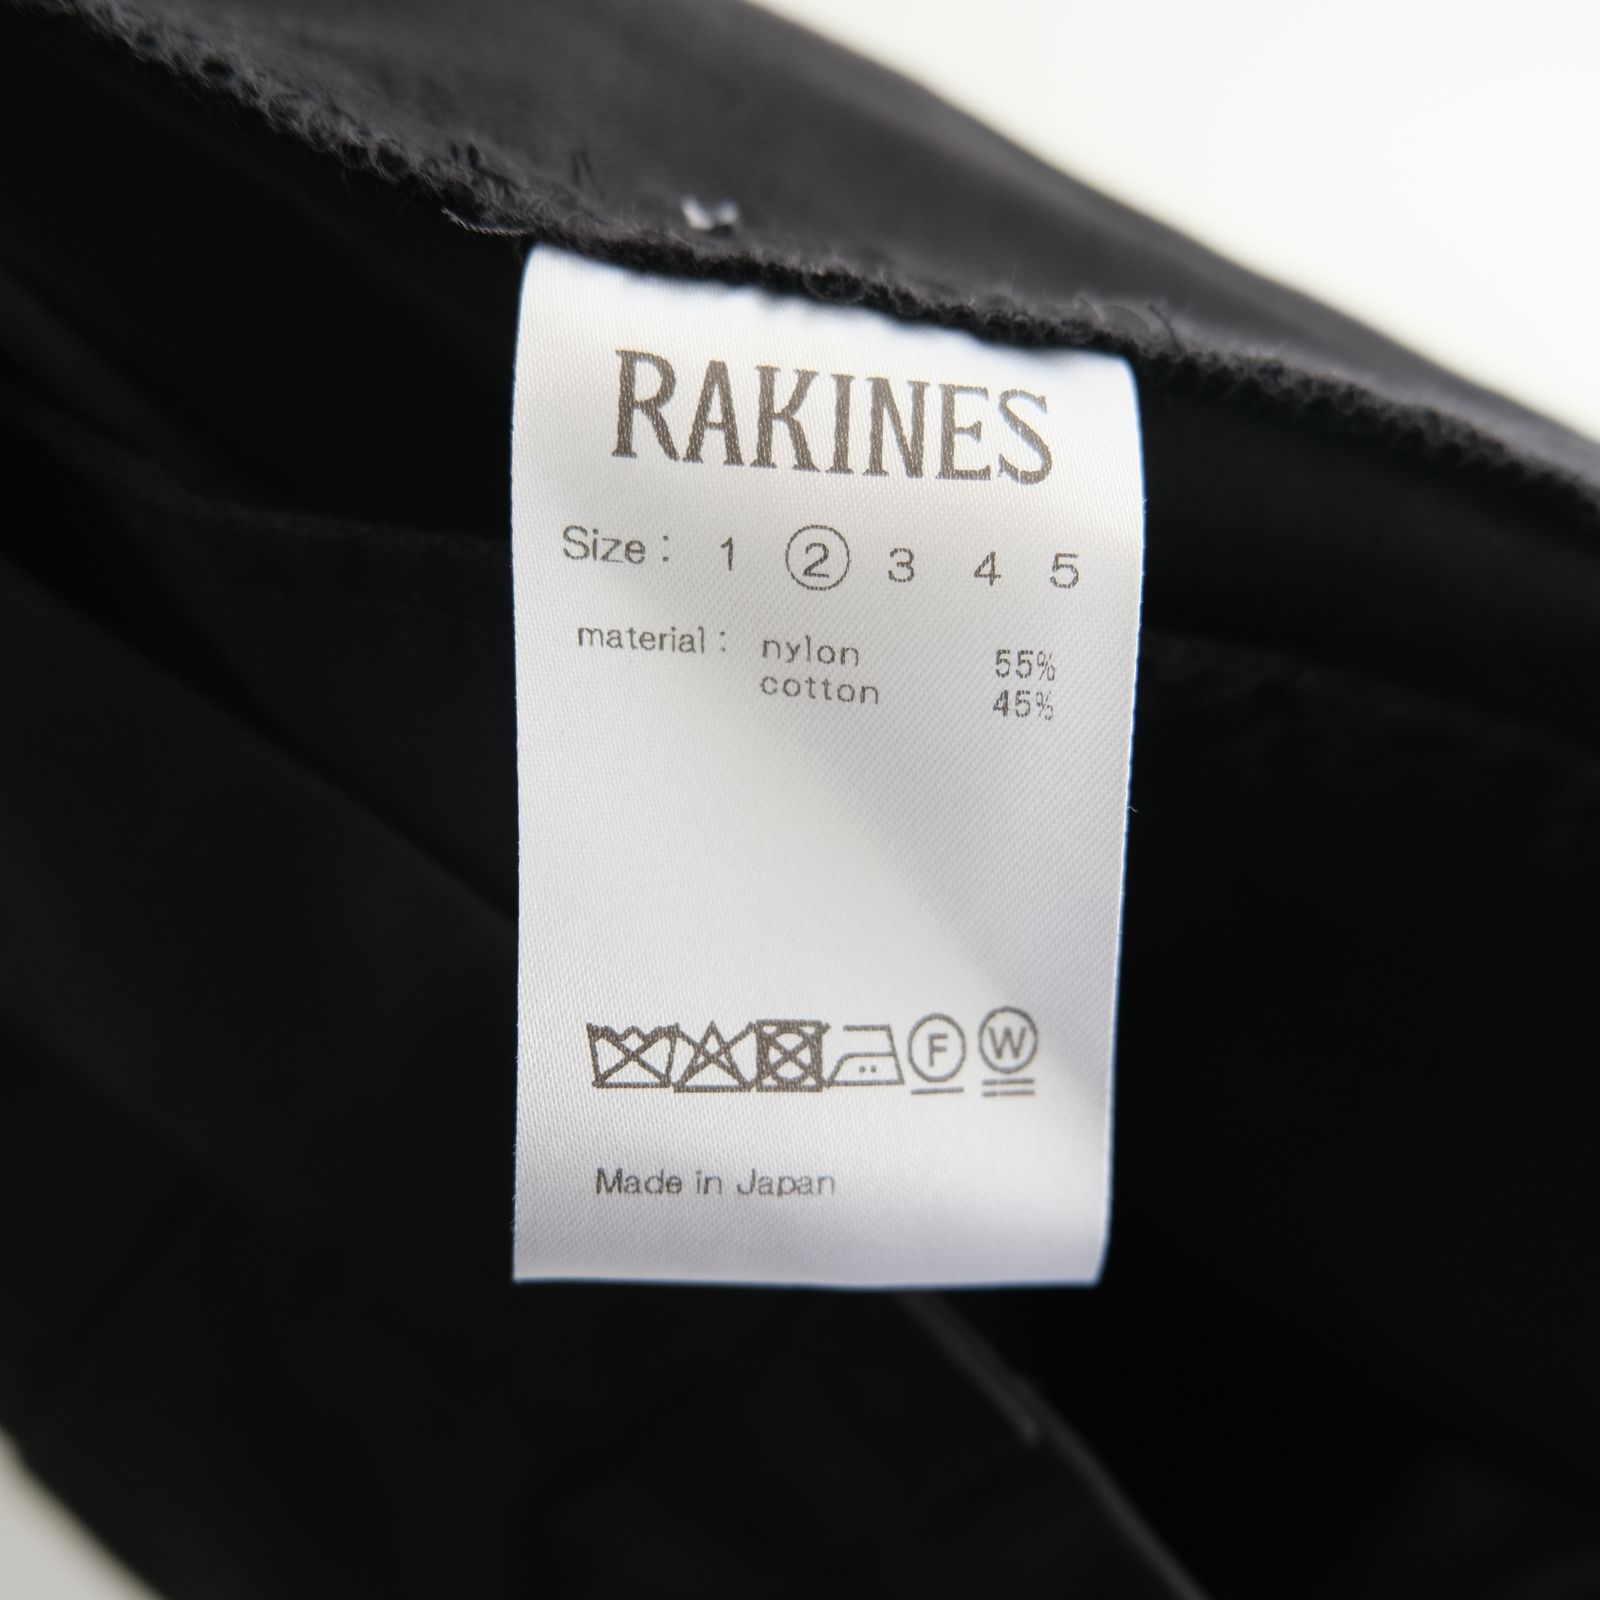 RAKINES
Size: 1 2 3 4 5
material: nylon 55%
cotton 45%
F W
Made in Japan